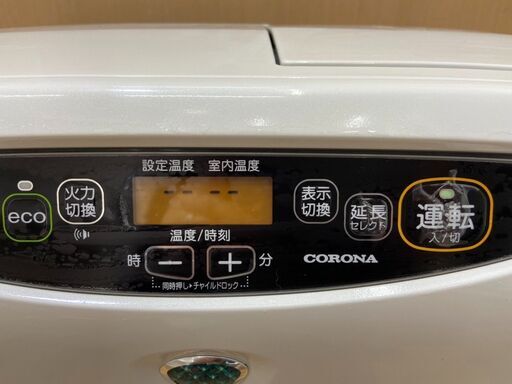 設定温度 室内温度
eco
火力
切換
-- --
表示
切換
延長
セレクト
運転
入/切
温度/時刻
時 − + 分
CORONA
同時押し▸チャイルドロック